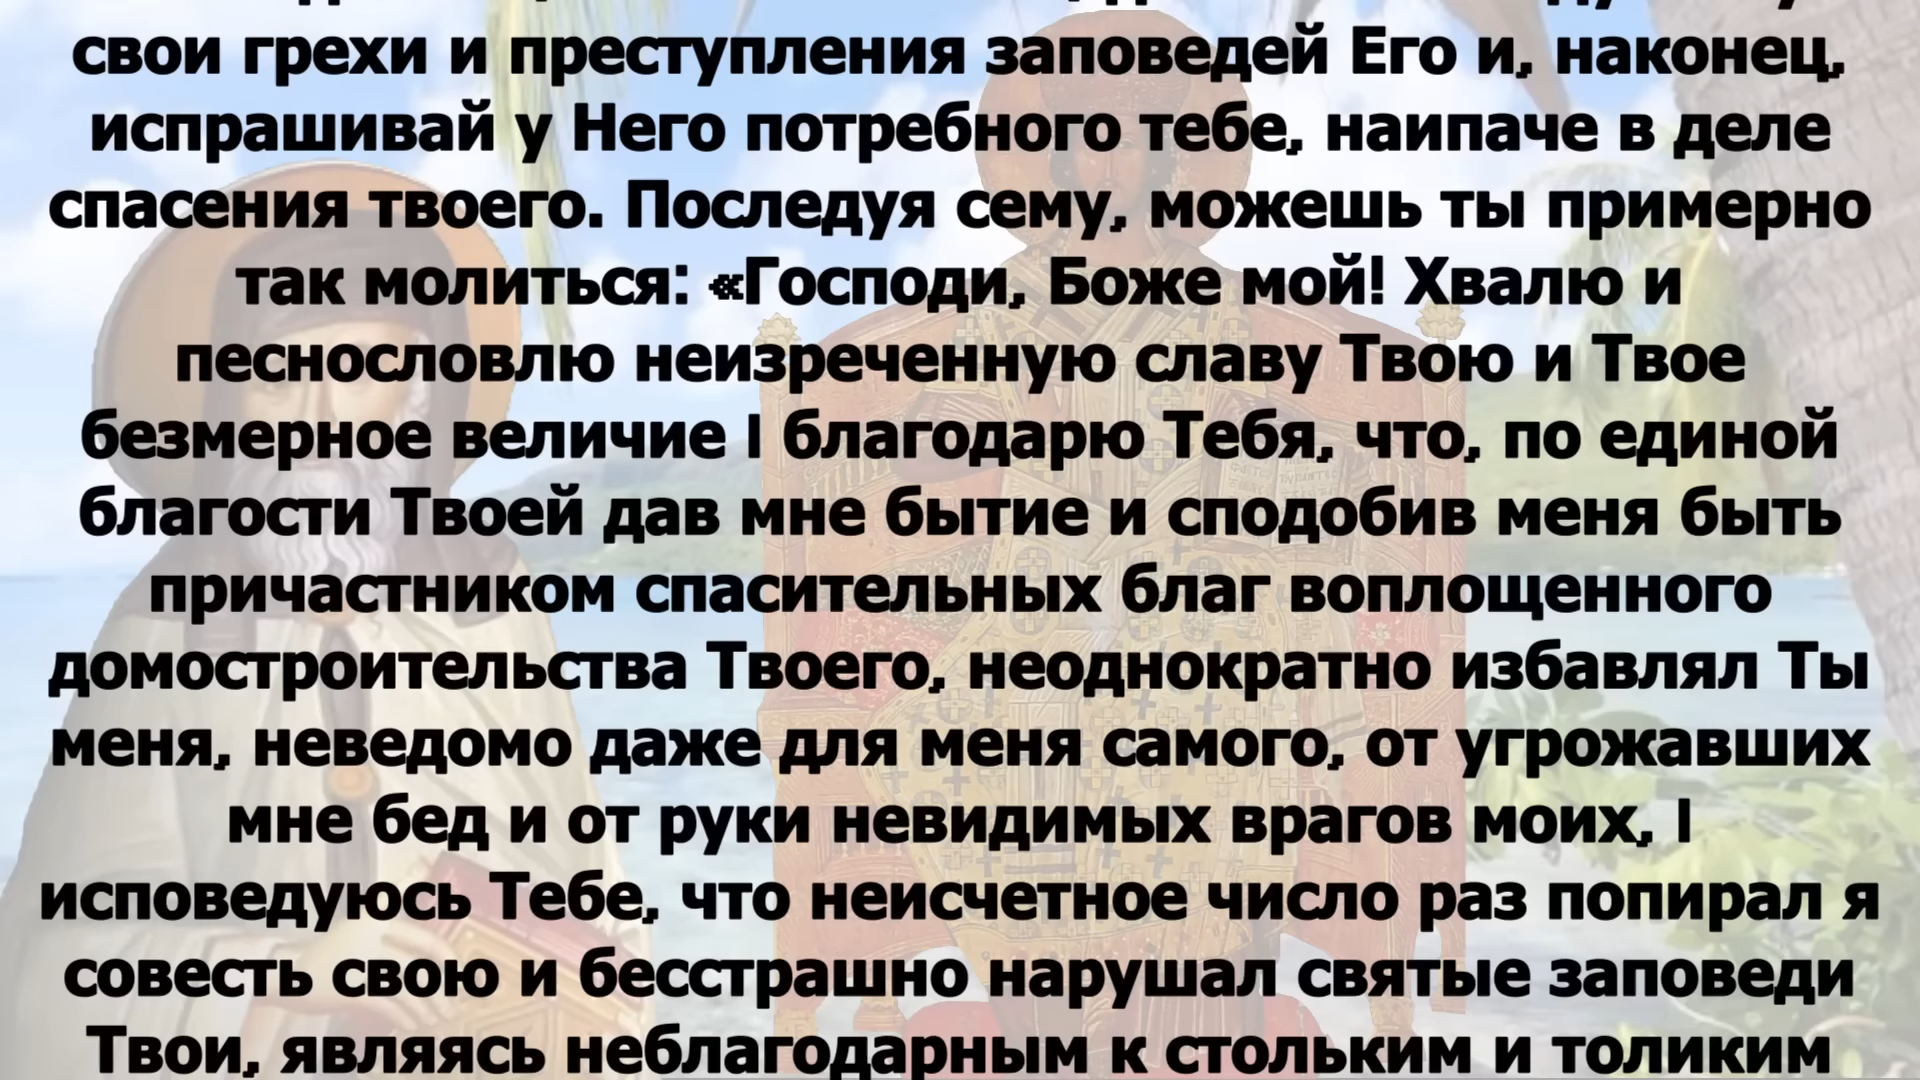 свои грехи и преступления заповедей Его и, наконец,
испрашивай у Него потребного тебе, наипаче в деле
спасения твоего. Последуя сему, можешь ты примерно
так молиться: «Господи, Боже мой! Хвалю и
песнословлю неизреченную славу Твою и Твое
безмерное величие I благодарю Тебя, что, по единой
благости Твоей дав мне бытие и сподобив меня быть
причастником спасительных благ воплощенного
домостроительства Твоего, неоднократно избавлял Ты
меня, неведомо даже для меня самого, от угрожавших
мне бед и от руки невидимых врагов моих, I
исповедуюсь Тебе, что неисчетное число раз попирал я
совесть свою и бесстрашно нарушал святые заповеди
Твои, являясь неблагодарным к стольким и толиким